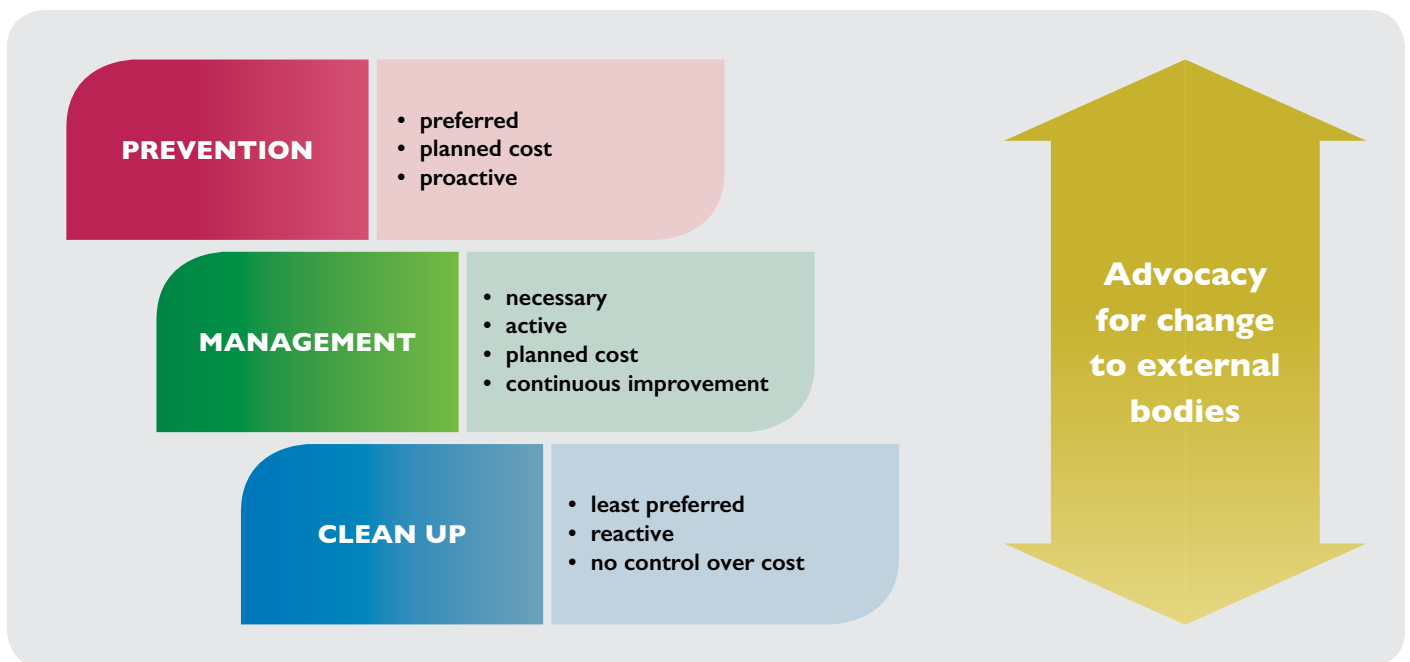 PREVENTION
• preferred
• planned cost
• proactive
MANAGEMENT
• necessary
• active
• planned cost
• continuous improvement
CLEAN UP
• least preferred
• reactive
• no control over cost
Advocacy
for change
to external
bodies